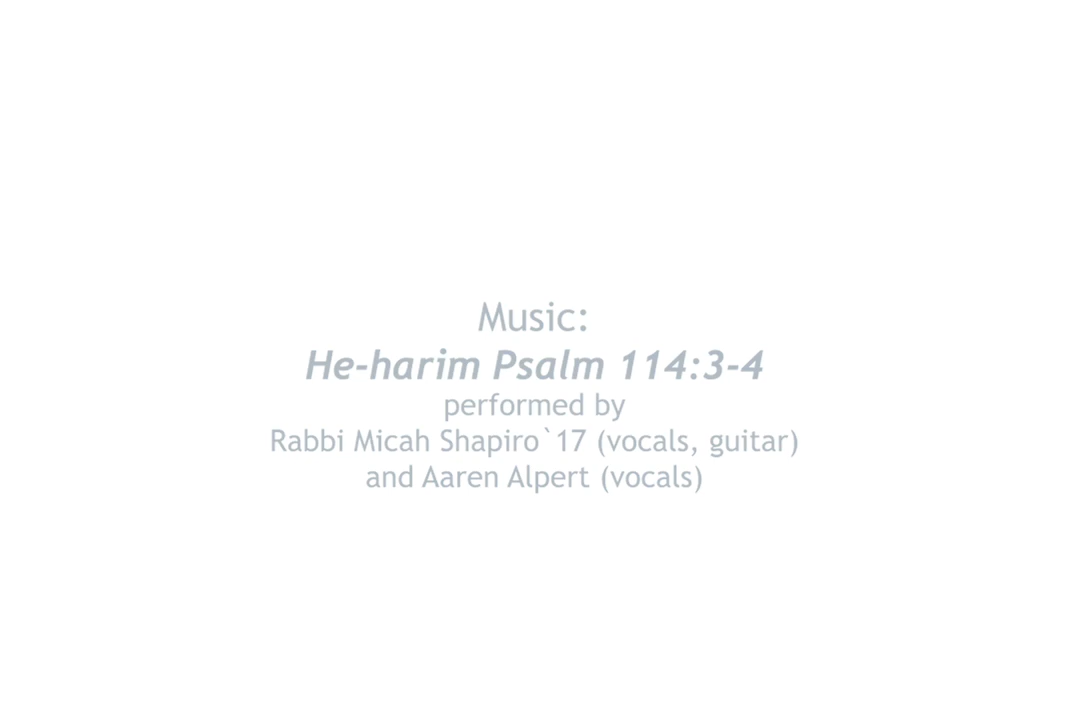 Music:
He-harim Psalm 114:3-4
performed by
Rabbi Micah Shapiro`17 (vocals, guitar)
and Aaren Alpert (vocals)